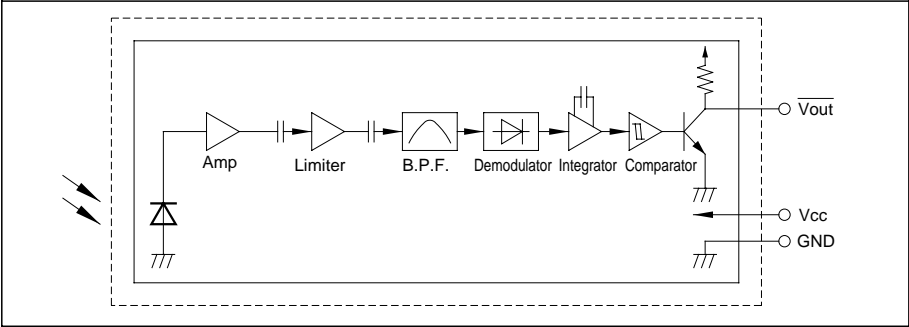 Amp
Limiter
B.P.F.
Demodulator
Integrator
Comparator
Vout
Vcc
GND